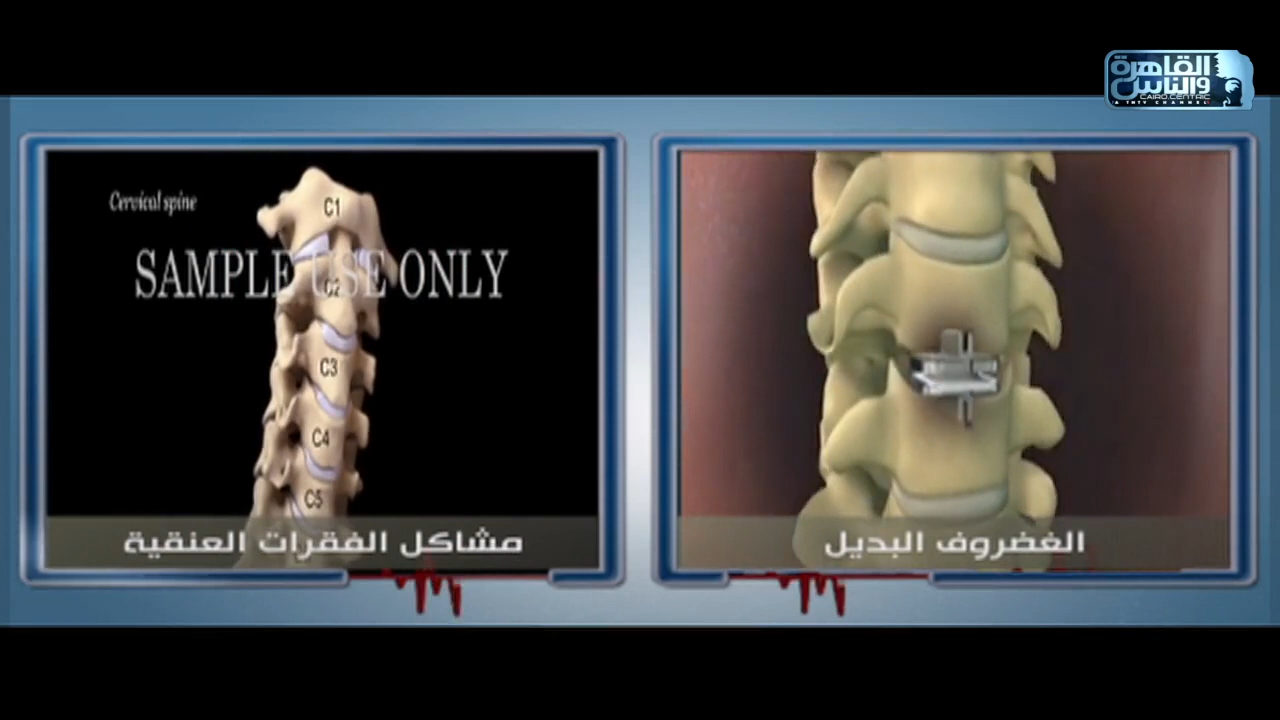 القاهرة
والناس
CAIRO.CENTRIC
A TNTV CHANNEL
Cervical spine
SAMPLE USE ONLY
C1
C2
C3
C4
C5
مشاكل الفقرات العنقية
الغضروف البديل